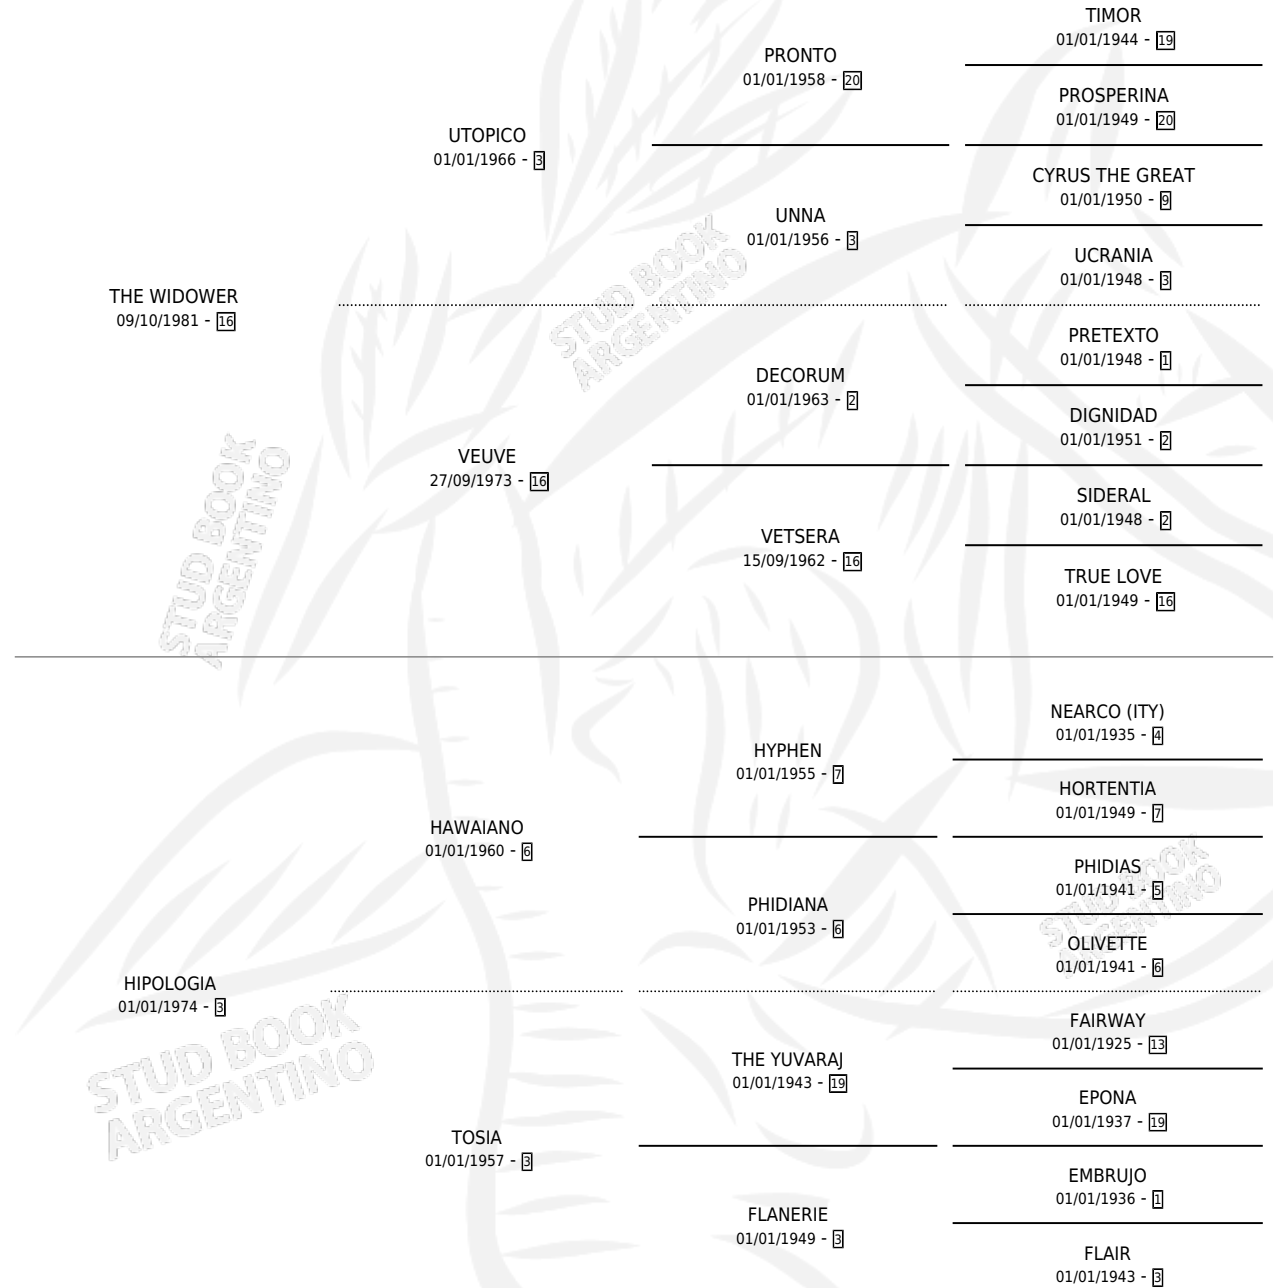 TIMOR
01/01/1944 - 19
PRONTO
01/01/1958 - 20
PROSPERINA
01/01/1949 - 20
UTOPICO
01/01/1966 - 3
CYRUS THE GREAT
01/01/1950 - 9
UNNA
01/01/1956 - 3
UCRANIA
01/01/1948 - 3
THE WIDOWER
09/10/1981 - 16
PRETEXTO
01/01/1948 - 1
DECORUM
01/01/1963 - 2
DIGNIDAD
01/01/1951 - 2
VEUVE
27/09/1973 - 16
SIDERAL
01/01/1948 - 2
VETSERA
15/09/1962 - 16
TRUE LOVE
01/01/1949 - 16
NEARCO (ITY)
01/01/1935 - 4
HYPHEN
01/01/1955 - 7
HORTENTIA
01/01/1949 - 7
HAWAIANO
01/01/1960 - 6
PHIDIAS
01/01/1941 - 5
PHIDIANA
01/01/1953 - 6
OLIVETTE
01/01/1941 - 6
HIPOLOGIA
01/01/1974 - 3
FAIRWAY
01/01/1925 - 13
THE YUVARAJ
01/01/1943 - 19
EPONA
01/01/1937 - 19
TOSIA
01/01/1957 - 3
EMBRUJO
01/01/1936 - 1
FLANERIE
01/01/1949 - 3
FLAIR
01/01/1943 - 3
STUD BOOK
ARGENTINO
STUD BOOK
ARGENTINO
STUD BOOK
ARGENTINO
STUD BOOK
ARGENTINO